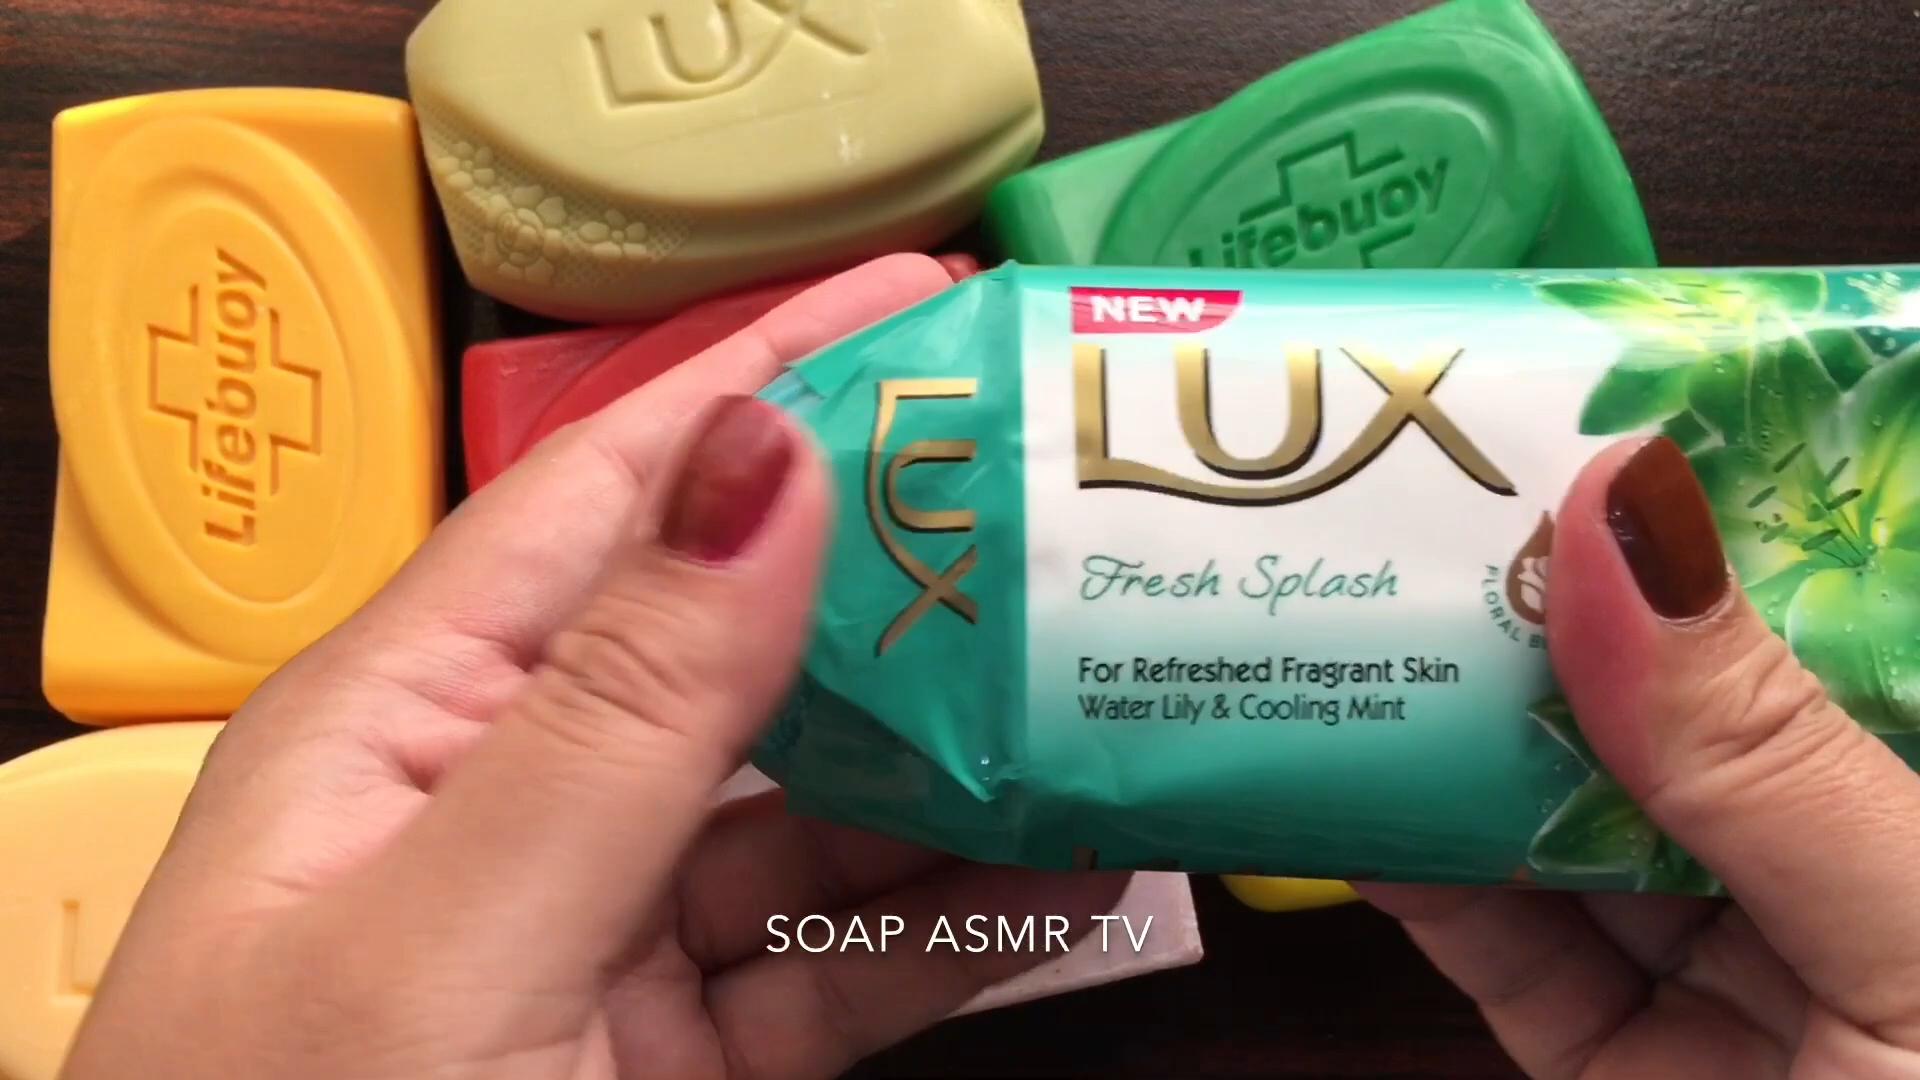 LUX
Lifebuoy
Lifebuoy
NEW
LUX
LUX
Fresh Splash
FLORAL
For Refreshed Fragrant Skin
Water Lily & Cooling Mint
L
SOAP ASMR TV